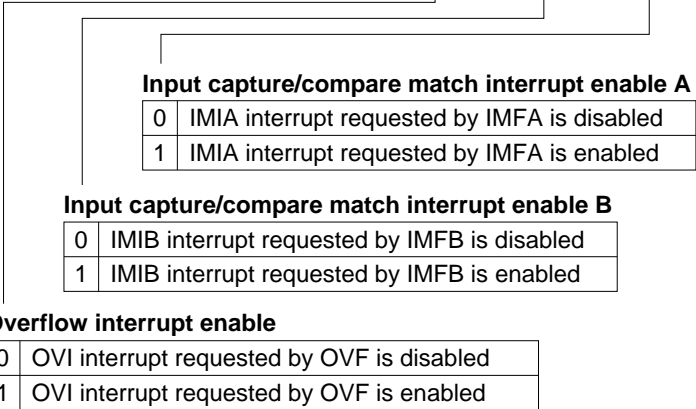 Input capture/compare match interrupt enable A
0 IMIA interrupt requested by IMFA is disabled
1 IMIA interrupt requested by IMFA is enabled
Input capture/compare match interrupt enable B
0 IMIB interrupt requested by IMFB is disabled
1 IMIB interrupt requested by IMFB is enabled
Overflow interrupt enable
0 OVI interrupt requested by OVF is disabled
1 OVI interrupt requested by OVF is enabled